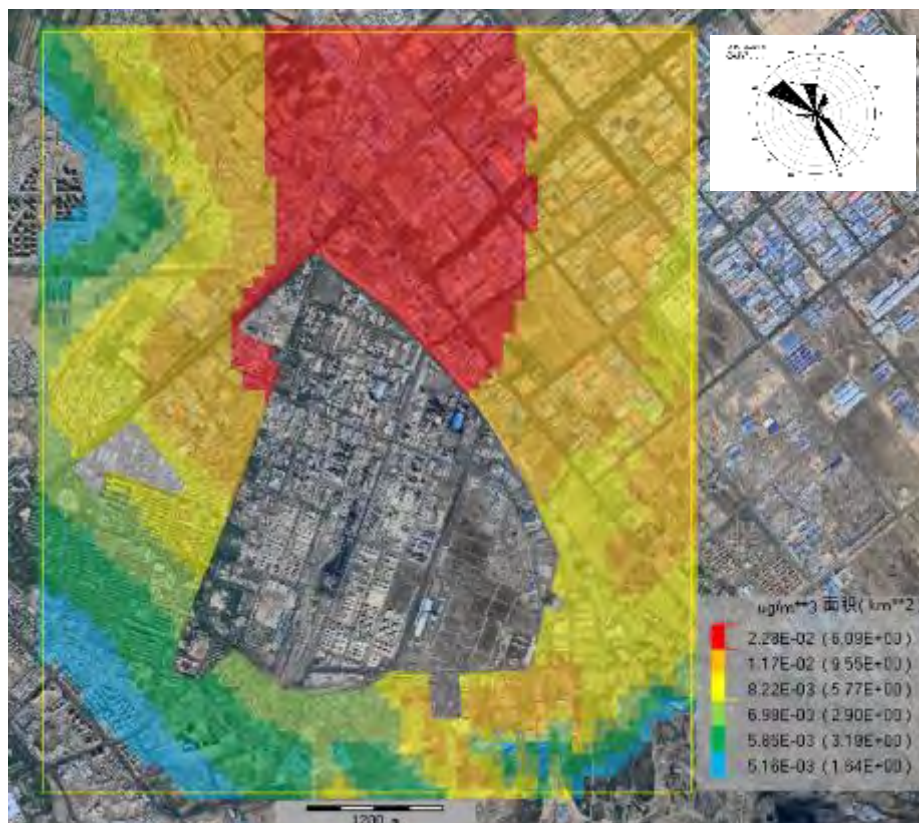 ug/m**3 面积(km**2
2.28E-02 (6.09E+00)
1.17E-02 (9.55E+00)
8.22E-03 (5.77E+00)
6.98E-03 (2.90E+00)
5.85E-03 (3.19E+00)
5.16E-03 (1.64E+00)
1200 m